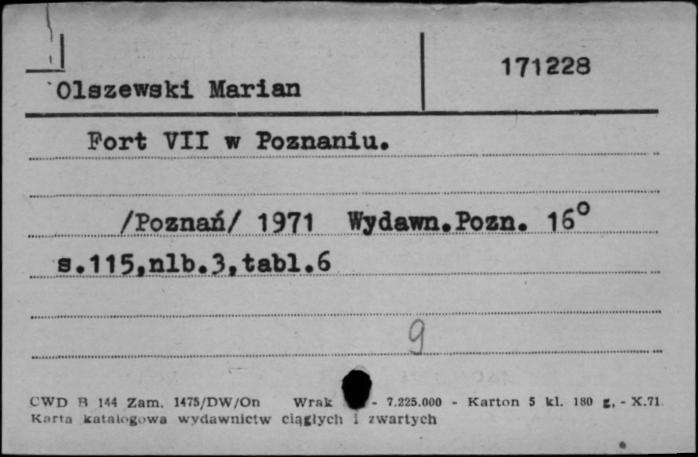 171228
Olszewski Marian
Fort VII w Poznaniu.
/Poznań/ 1971 Wydawn.Pozn. 16°
s.115,nlb.3,tabl.6
9
CWD B 144 Zam. 1475/DW/On Wrak - 7.225.000 - Karton 5 kl. 180 g. - X.71
Karta katalogowa wydawnictw ciągłych i zwartych